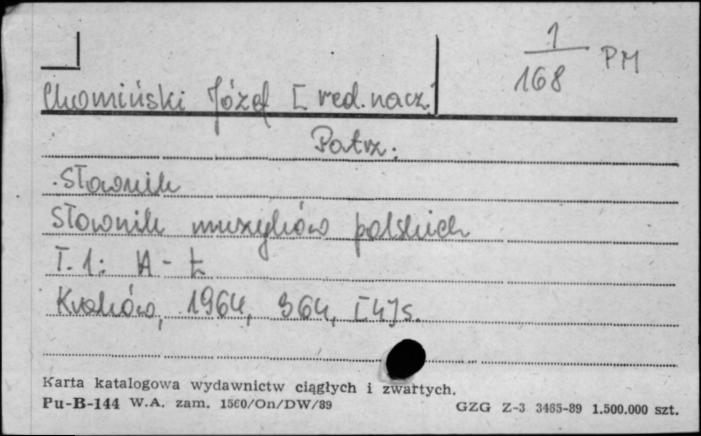 1
168 PM
Chomiński Józef [red. nacz.]
Patrz:
Słownik
Słownik muzyków polskich
T. 1: A - Ł
Kraków, 1964, 364, [4]s.
Karta katalogowa wydawnictw ciągłych i zwartych.
Pu-B-144 W.A. zam. 1560/On/DW/89 GZG Z-3 3465-89 1.500.000 szt.